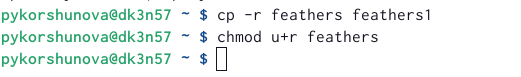 pykorshunova@dk3n57 ~ $ cp -r feathers feathers1
pykorshunova@dk3n57 ~ $ chmod u+r feathers
pykorshunova@dk3n57 ~ $